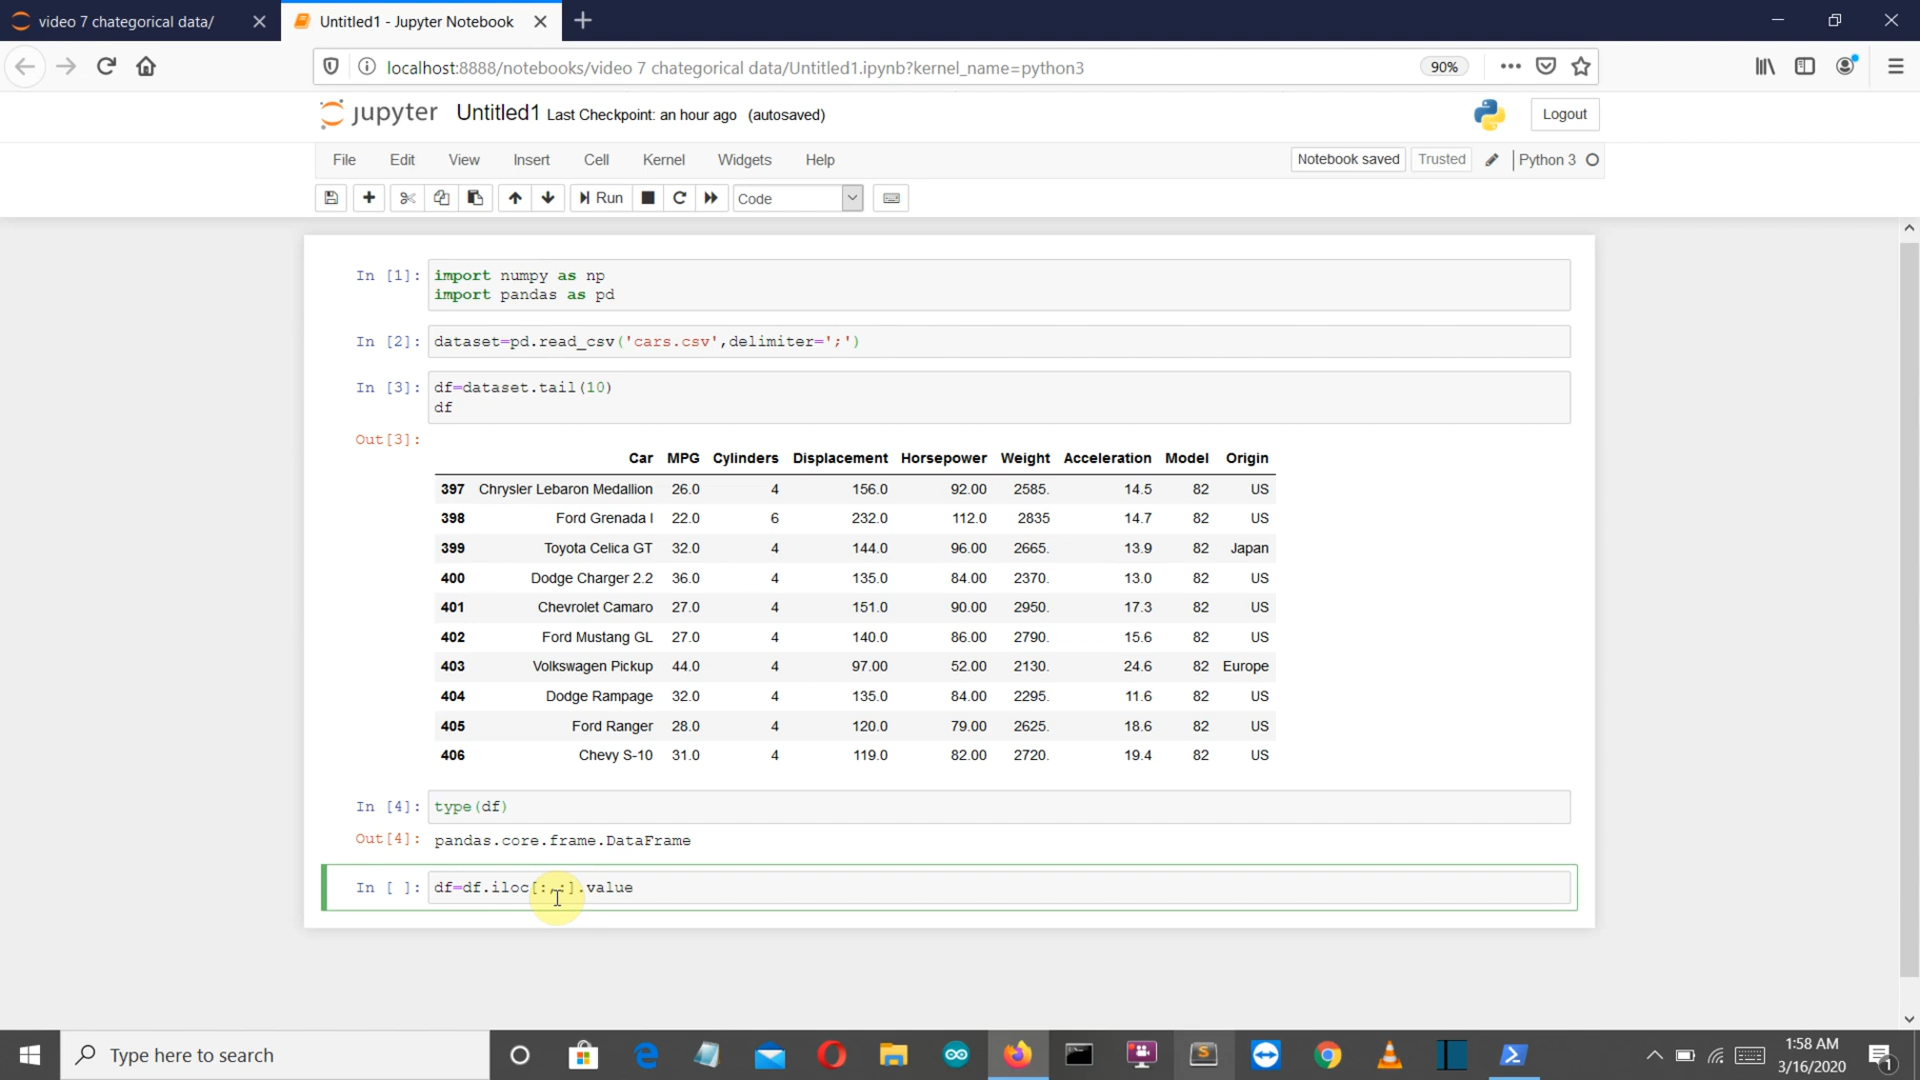 video 7 chategorical data/
Untitled1 - Jupyter Notebook
localhost:8888/notebooks/video 7 chategorical data/Untitled1.ipynb?kernel_name=python3
90%
jupyter Untitled1 Last Checkpoint: an hour ago (autosaved)
Logout
File Edit View Insert Cell Kernel Widgets Help
Notebook saved Trusted Python 3
Run Code
In [1]: import numpy as np
import pandas as pd
In [2]: dataset=pd.read_csv('cars.csv',delimiter=';')
In [3]: df=dataset.tail(10)
df
Out[3]:
Car MPG Cylinders Displacement Horsepower Weight Acceleration Model Origin
397 Chrysler Lebaron Medallion 26.0 4 156.0 92.00 2585. 14.5 82 US
398 Ford Grenada l 22.0 6 232.0 112.0 2835 14.7 82 US
399 Toyota Celica GT 32.0 4 144.0 96.00 2665. 13.9 82 Japan
400 Dodge Charger 2.2 36.0 4 135.0 84.00 2370. 13.0 82 US
401 Chevrolet Camaro 27.0 4 151.0 90.00 2950. 17.3 82 US
402 Ford Mustang GL 27.0 4 140.0 86.00 2790. 15.6 82 US
403 Volkswagen Pickup 44.0 4 97.00 52.00 2130. 24.6 82 Europe
404 Dodge Rampage 32.0 4 135.0 84.00 2295. 11.6 82 US
405 Ford Ranger 28.0 4 120.0 79.00 2625. 18.6 82 US
406 Chevy S-10 31.0 4 119.0 82.00 2720. 19.4 82 US
In [4]: type(df)
Out[4]: pandas.core.frame.DataFrame
In [ ]: df=df.iloc[:,:].value
Type here to search
1:58 AM
3/16/2020
1